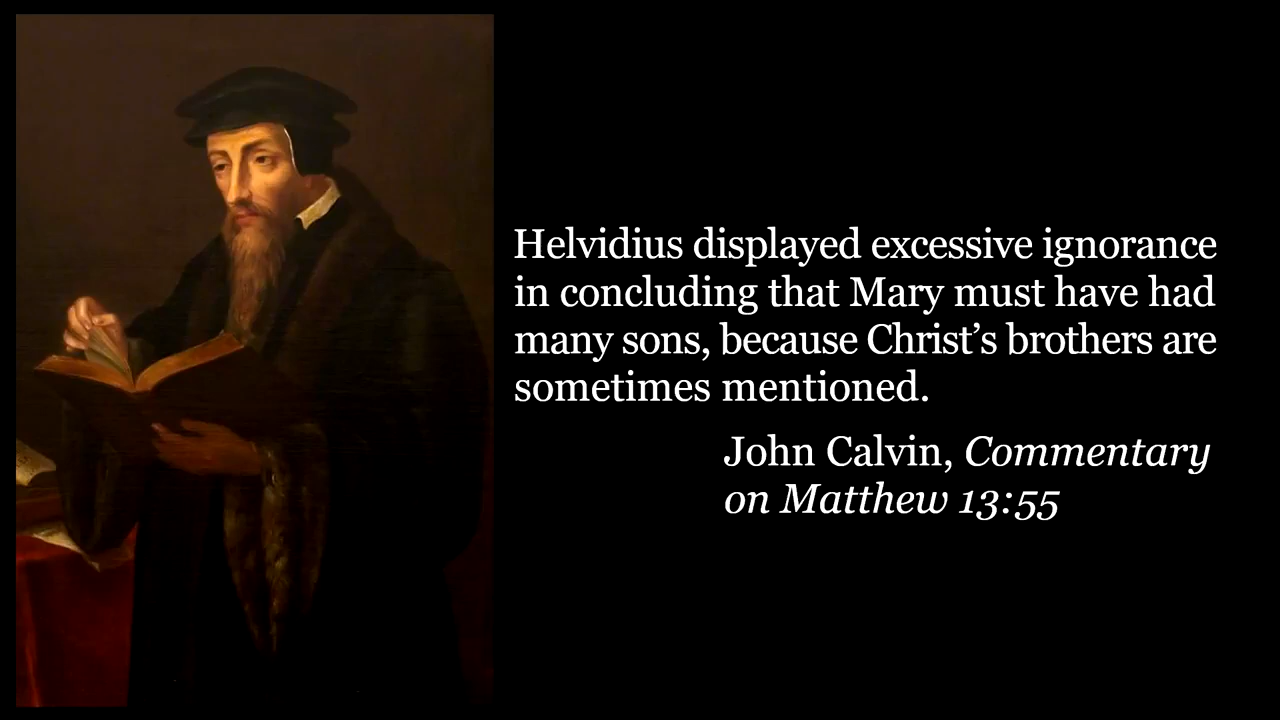 Helvidius displayed excessive ignorance
in concluding that Mary must have had
many sons, because Christ’s brothers are
sometimes mentioned.
John Calvin, Commentary
on Matthew 13:55